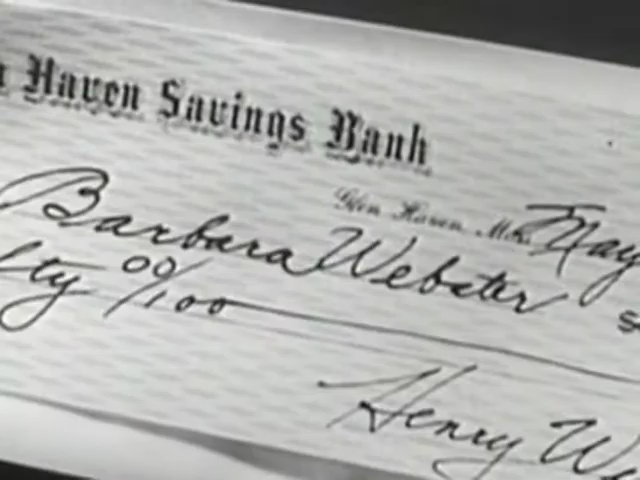 n Haven Savings Bank
Glen Haven, May
Barbara Webster $
fty 00/100
Henry W